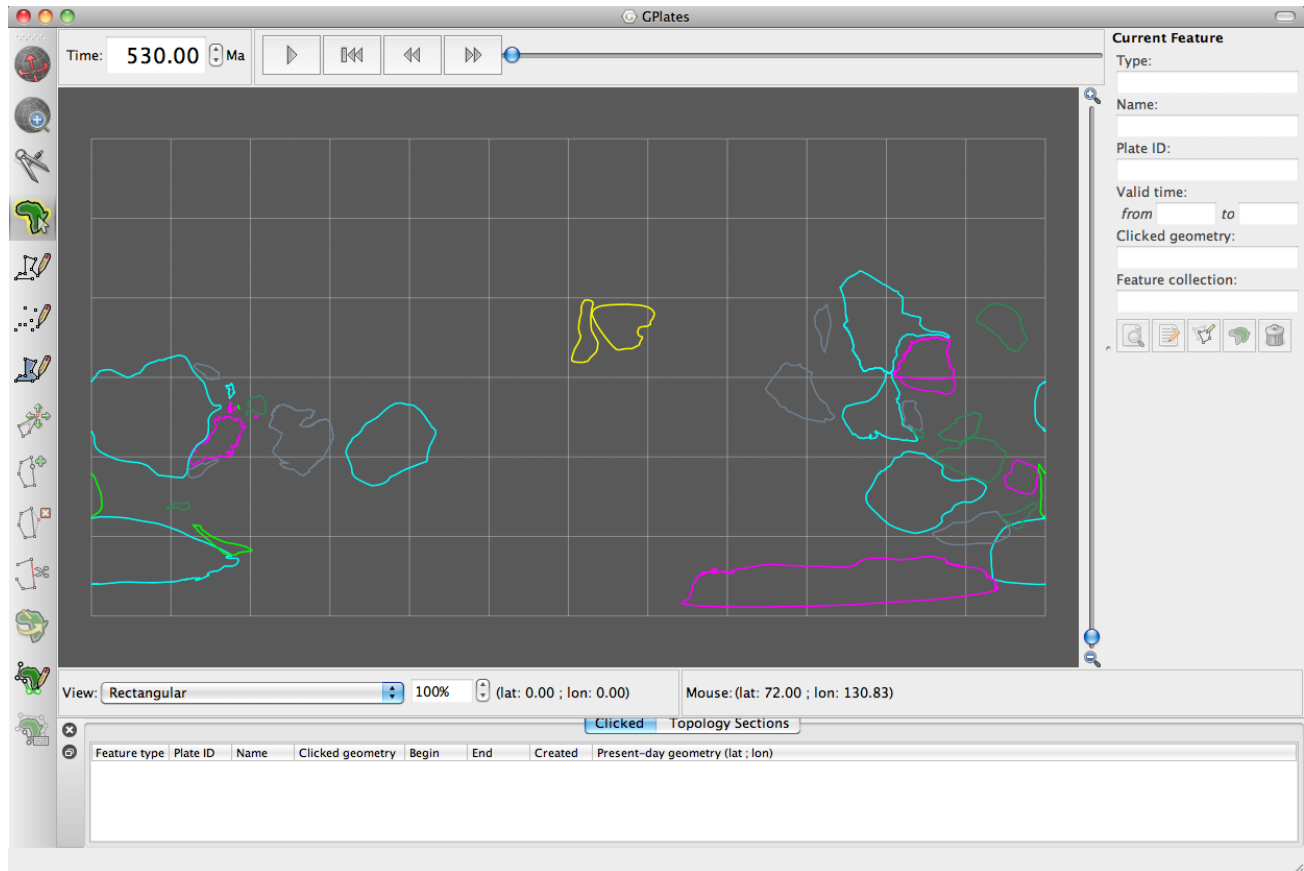 GPlates
Time: 530.00 Ma
Current Feature
Type:
Name:
Plate ID:
Valid time:
from to
Clicked geometry:
Feature collection:
View: Rectangular 100% (lat: 0.00 ; lon: 0.00) Mouse: (lat: 72.00 ; lon: 130.83)
Clicked Topology Sections
Feature type Plate ID Name Clicked geometry Begin End Created Present-day geometry (lat ; lon)